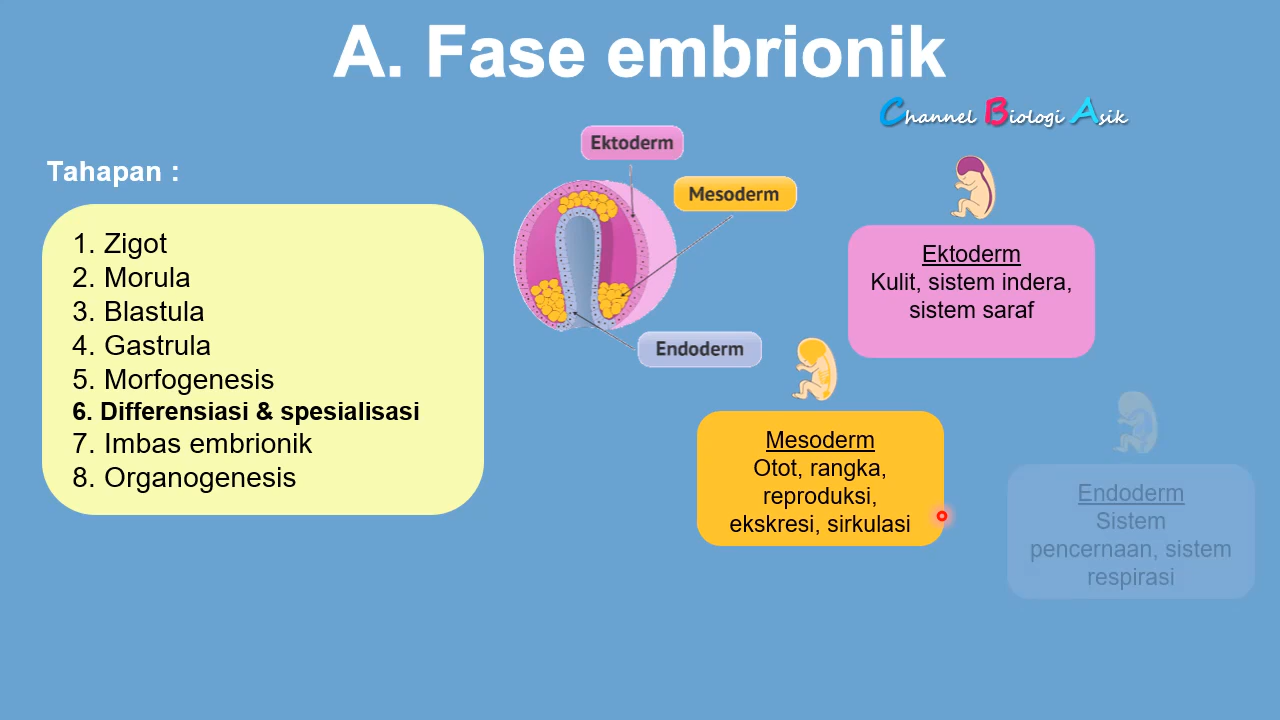 A. Fase embrionik
Channel Biologi Asik
Tahapan :
1. Zigot
2. Morula
3. Blastula
4. Gastrula
5. Morfogenesis
6. Differensiasi & spesialisasi
7. Imbas embrionik
8. Organogenesis
Ektoderm
Mesoderm
Endoderm
Ektoderm
Kulit, sistem indera,
sistem saraf
Mesoderm
Otot, rangka,
reproduksi,
ekskresi, sirkulasi
Endoderm
Sistem
pencernaan, sistem
respirasi